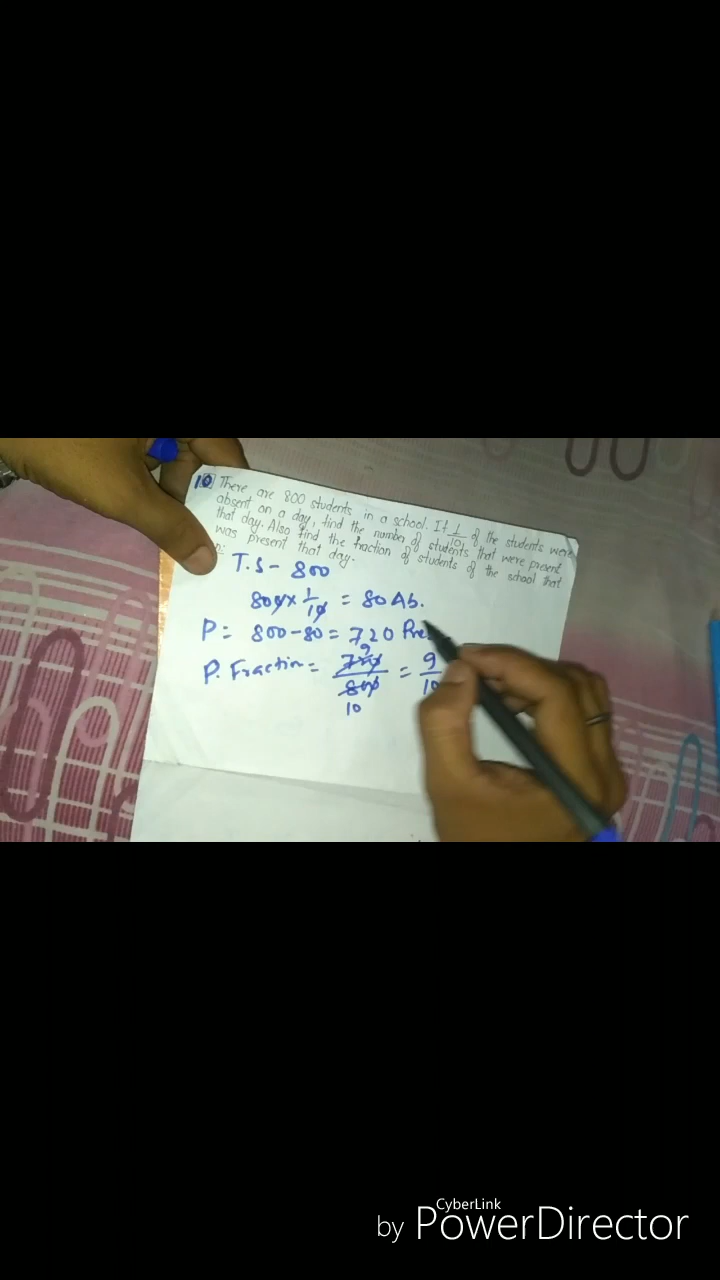 10 There are 800 students in a school. If 1/10 of the students were
absent on a day, find the number of students that were present
that day. Also find the fraction of students of the school that
was present that day.
T.S - 800
800 × 1/10 = 80 Ab.
P = 800 - 80 = 720
P. Fraction = 720/800 = 9/10
9
10
CyberLink
by PowerDirector